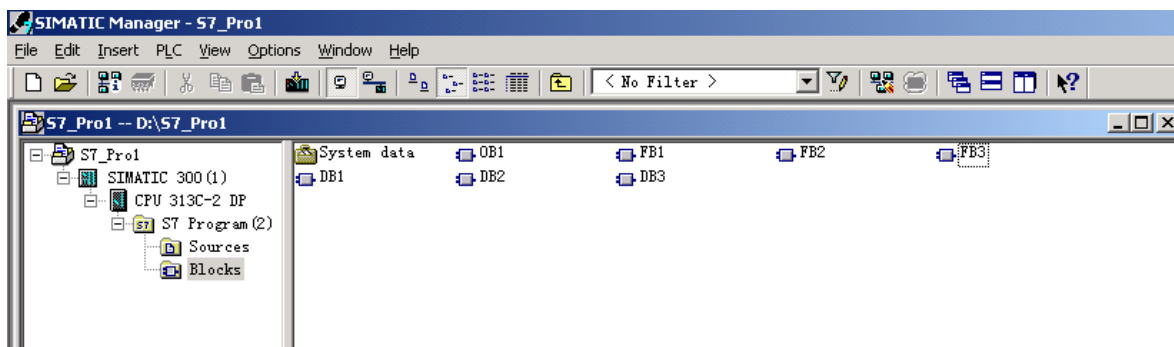 SIMATIC Manager - S7_Pro1
File Edit Insert PLC View Options Window Help
< No Filter >
S7_Pro1 -- D:\S7_Pro1
S7_Pro1
SIMATIC 300(1)
CPU 313C-2 DP
S7 Program(2)
Sources
Blocks
System data OB1 FB1 FB2 FB3
DB1 DB2 DB3